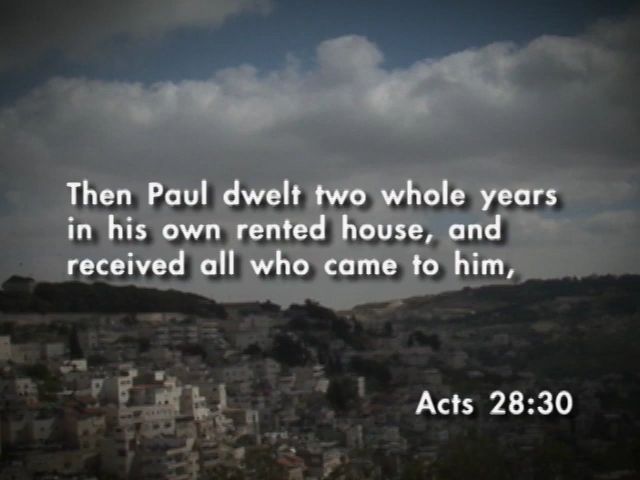 Then Paul dwelt two whole years
in his own rented house, and
received all who came to him,
Acts 28:30